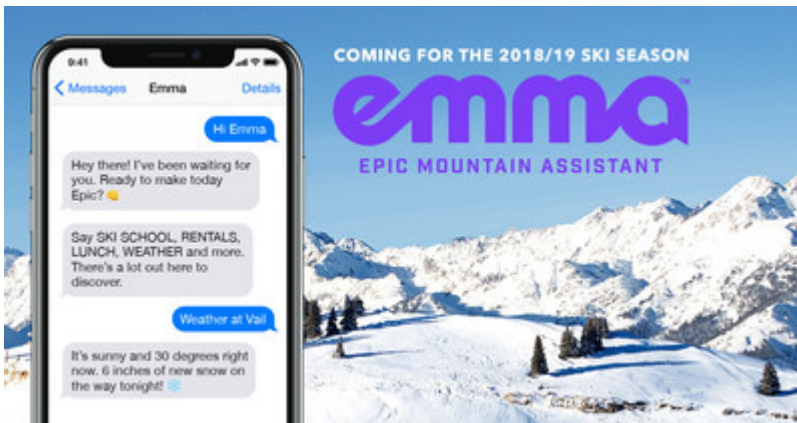 9:41
Messages Emma Details
Hi Emma
Hey there! I've been waiting for
you. Ready to make today
Epic? 👊
Say SKI SCHOOL, RENTALS,
LUNCH, WEATHER and more.
There's a lot out here to
discover.
Weather at Vail
It's sunny and 30 degrees right
now. 6 inches of new snow on
the way tonight! ❄️
COMING FOR THE 2018/19 SKI SEASON
emma™
EPIC MOUNTAIN ASSISTANT